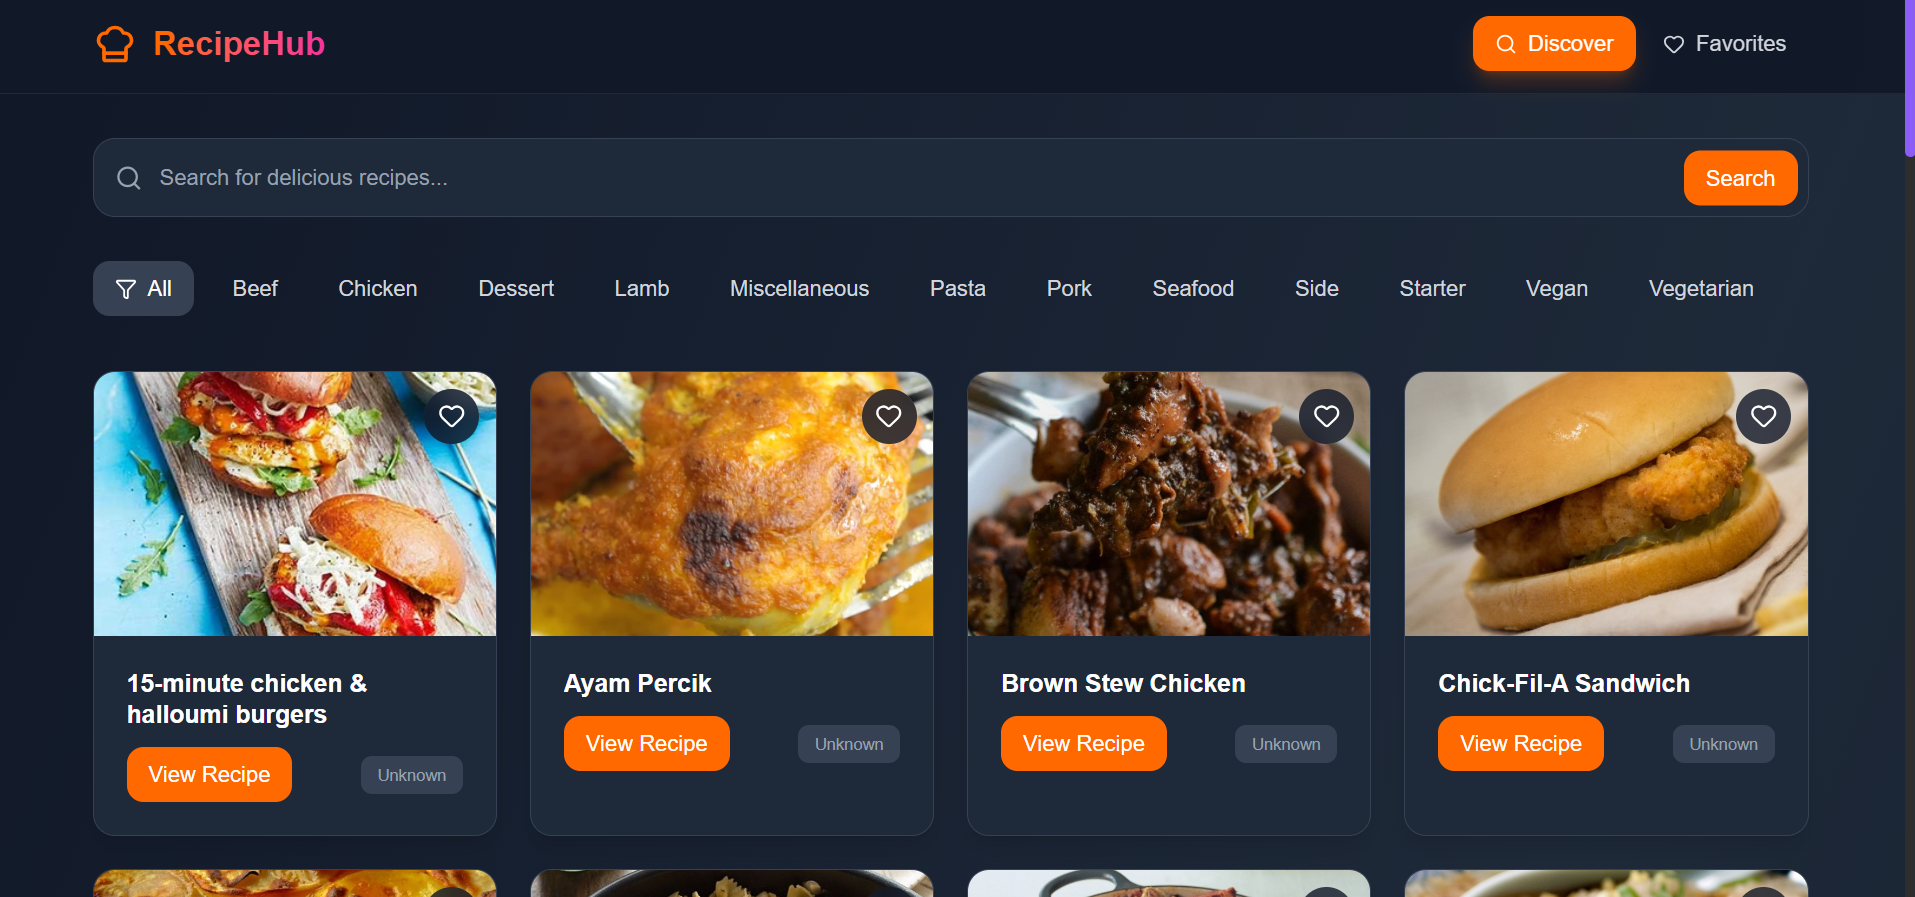 RecipeHub
Discover
Favorites
Search for delicious recipes...
Search
All Beef Chicken Dessert Lamb Miscellaneous Pasta Pork Seafood Side Starter Vegan Vegetarian
15-minute chicken &
halloumi burgers
View Recipe
Unknown
Ayam Percik
View Recipe
Unknown
Brown Stew Chicken
View Recipe
Unknown
Chick-Fil-A Sandwich
View Recipe
Unknown